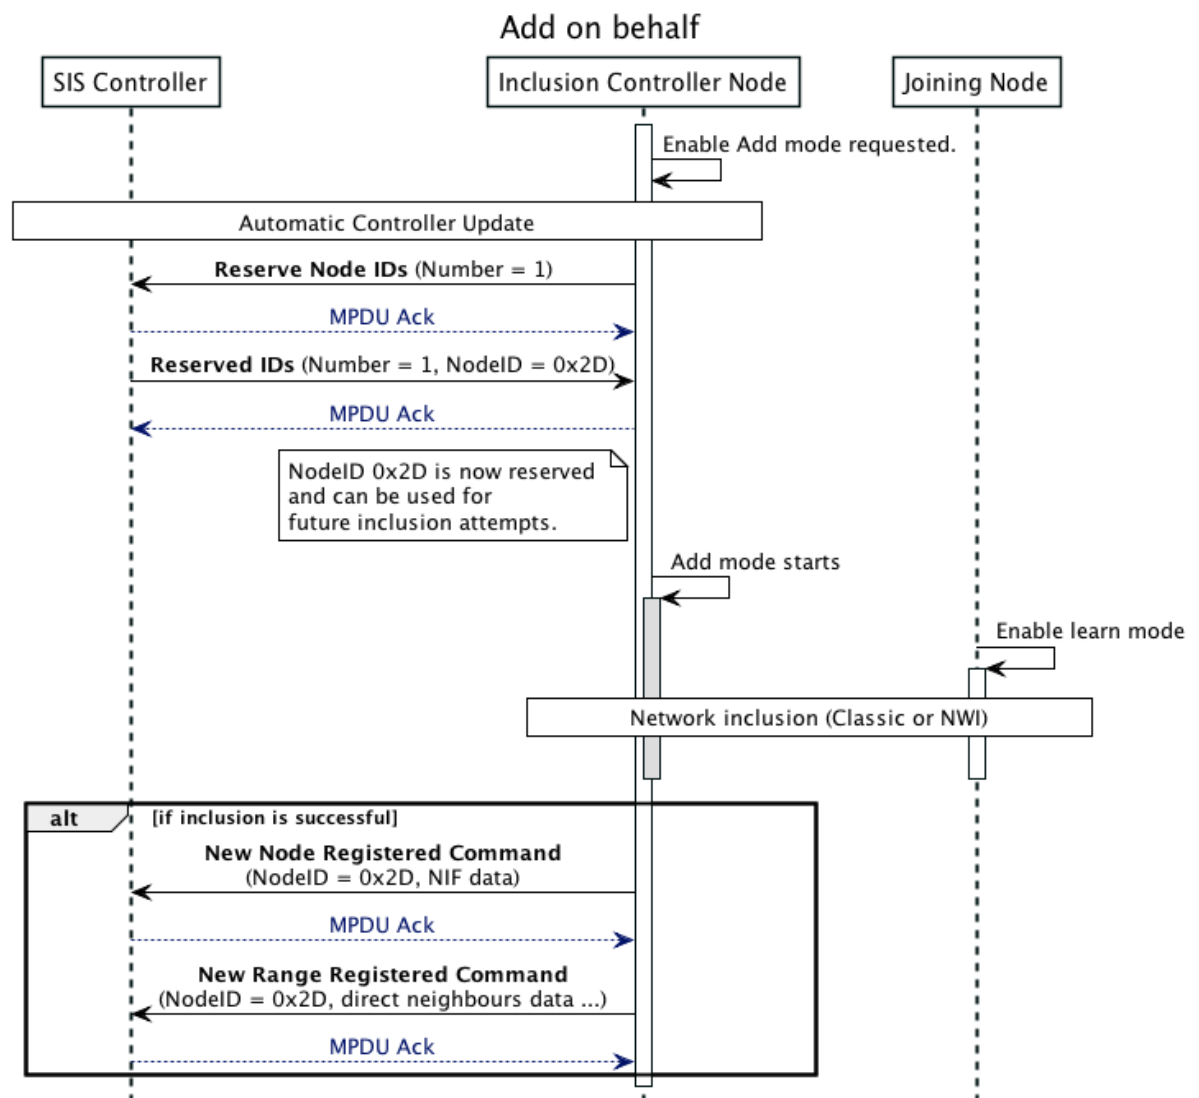 Add on behalf
SIS Controller
Inclusion Controller Node
Joining Node
Enable Add mode requested.
Automatic Controller Update
Reserve Node IDs (Number = 1)
MPDU Ack
Reserved IDs (Number = 1, NodeID = 0x2D)
MPDU Ack
NodeID 0x2D is now reserved
and can be used for
future inclusion attempts.
Add mode starts
Enable learn mode
Network inclusion (Classic or NWI)
alt
[if inclusion is successful]
New Node Registered Command
(NodeID = 0x2D, NIF data)
MPDU Ack
New Range Registered Command
(NodeID = 0x2D, direct neighbours data ...)
MPDU Ack